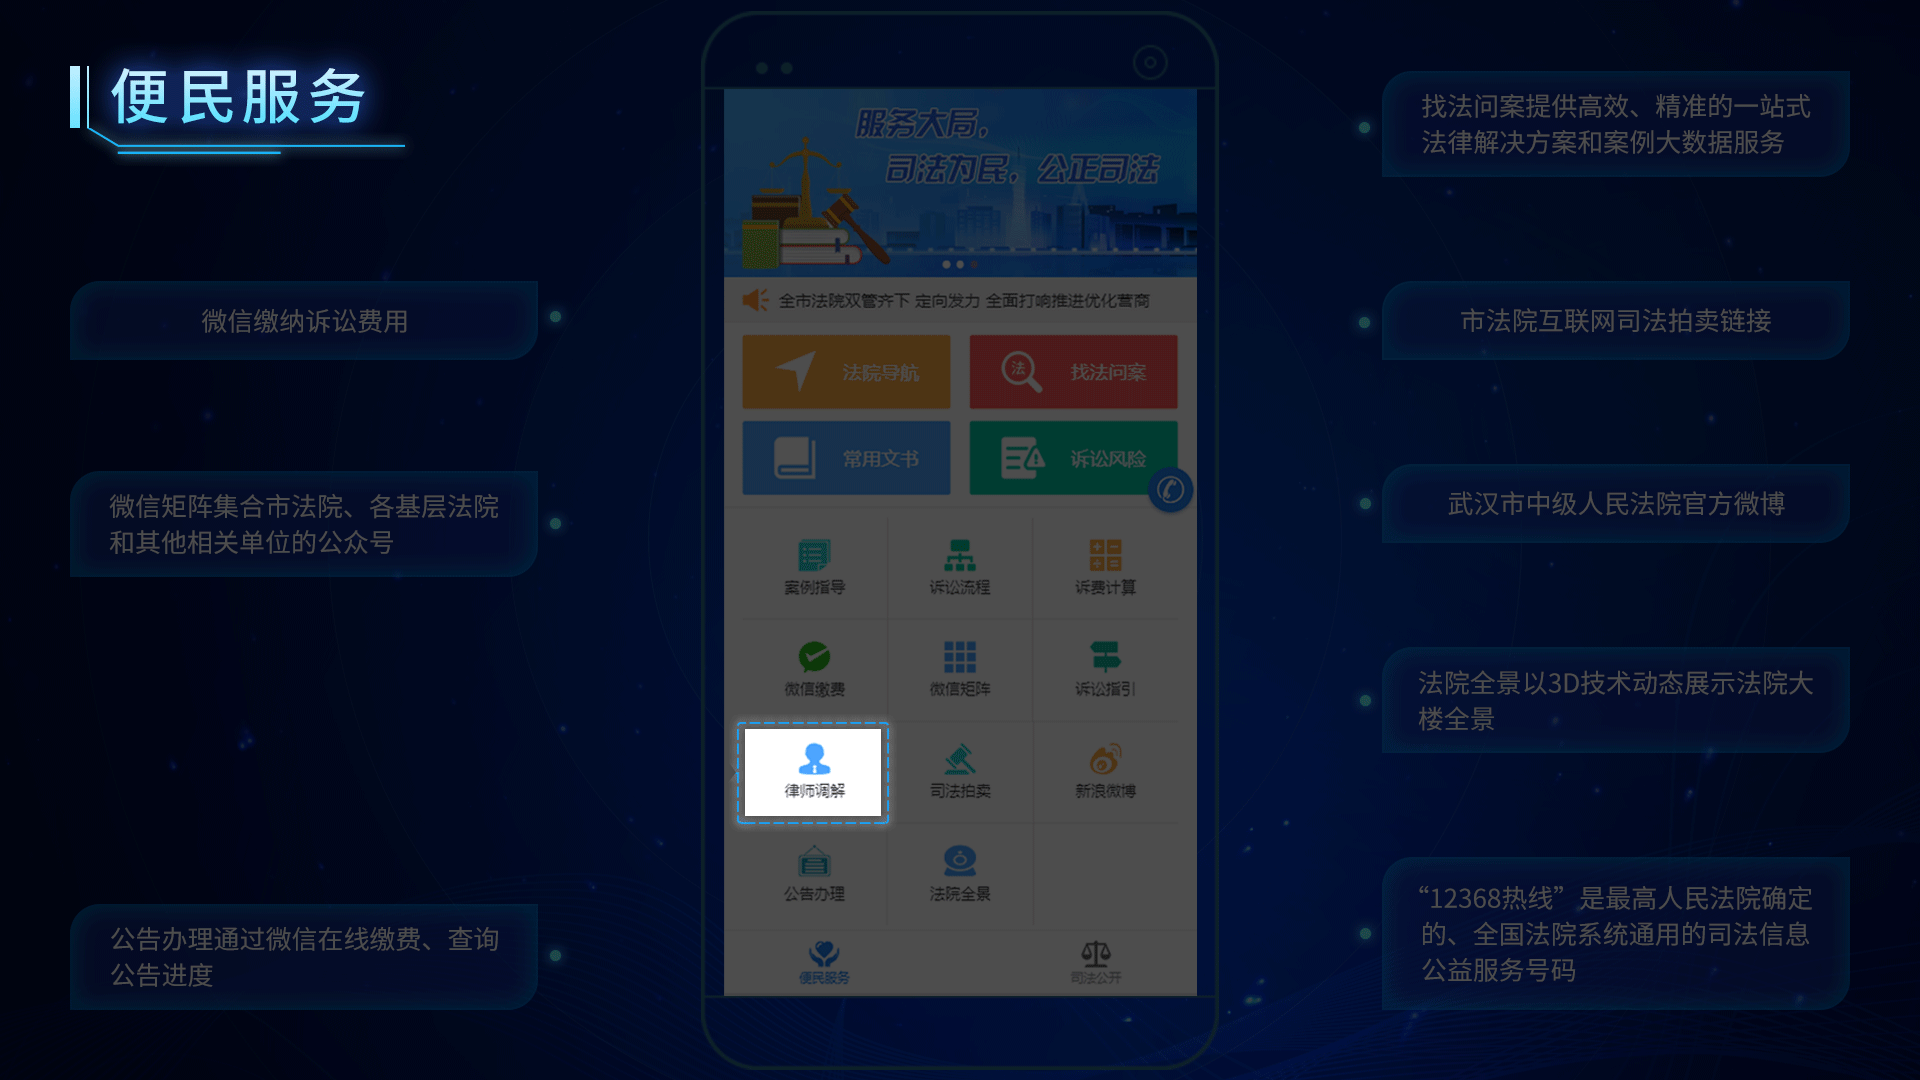 便民服务
微信缴纳诉讼费用
微信矩阵集合市法院、各基层法院
和其他相关单位的公众号
公告办理通过微信在线缴费、查询
公告进度
服务大局，
司法为民，公正司法
全市法院双管齐下 定向发力 全面打响推进优化营商
法院导航
法
找法问案
常用文书
诉讼风险
案例指导
诉讼流程
诉费计算
微信缴费
微信矩阵
诉讼指引
律师调解
司法拍卖
新浪微博
公告办理
法院全景
便民服务
司法公开
找法问案提供高效、精准的一站式
法律解决方案和案例大数据服务
市法院互联网司法拍卖链接
武汉市中级人民法院官方微博
法院全景以3D技术动态展示法院大
楼全景
“12368热线”是最高人民法院确定
的、全国法院系统通用的司法信息
公益服务号码